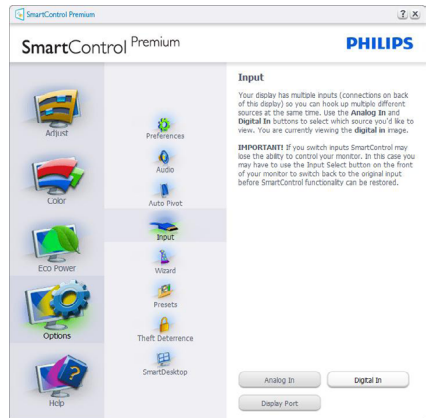 SmartControl Premium
SmartControl Premium
PHILIPS
Adjust
Color
Eco Power
Options
Help
Preferences
Audio
Auto Pivot
Input
Wizard
Presets
Theft Deterrence
SmartDesktop
Input
Your display has multiple inputs (connections on back
of this display) so you can hook up multiple different
sources at the same time. Use the Analog In and
Digital In buttons to select which source you'd like to
view. You are currently viewing the digital in image.
IMPORTANT! If you switch inputs SmartControl may
lose the ability to control your monitor. In this case you
may have to use the Input Select button on the front
of your monitor to switch back to the original input
before SmartControl functionality can be restored.
Analog In
Digital In
Display Port